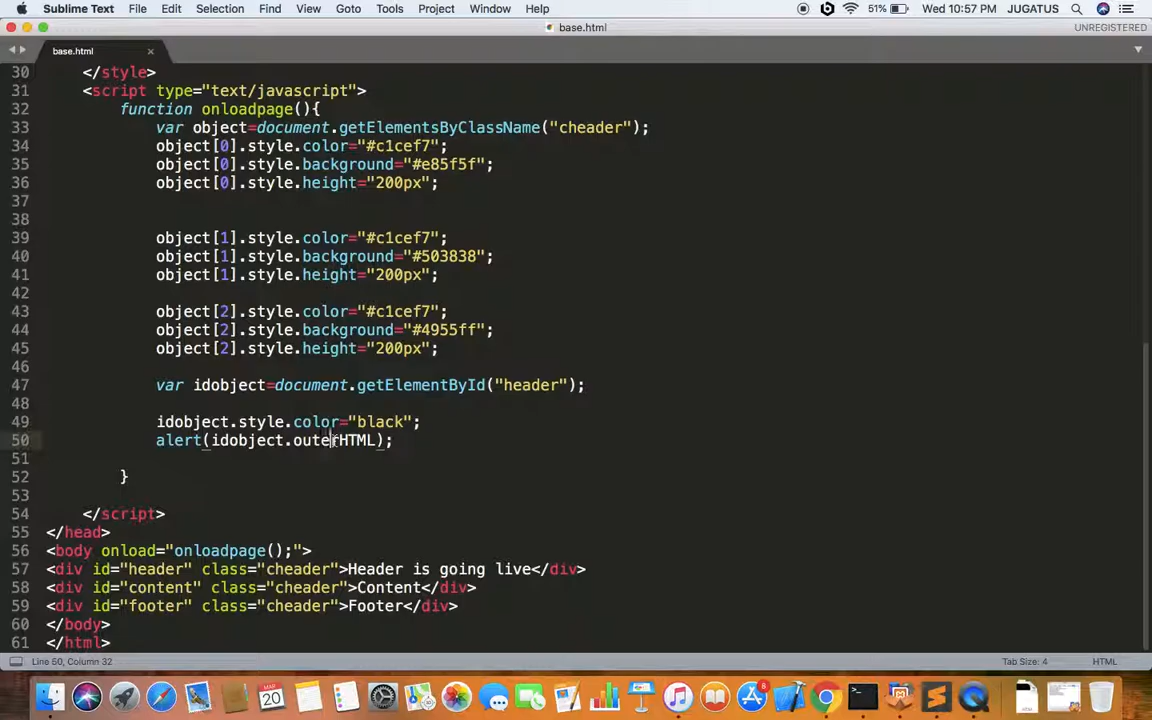 Sublime Text File Edit Selection Find View Goto Tools Project Window Help 51% Wed 10:57 PM JUGATUS
base.html UNREGISTERED
base.html
30 </style>
31 <script type="text/javascript">
32 function onloadpage(){
33 var object=document.getElementsByClassName("cheader");
34 object[0].style.color="#c1cef7";
35 object[0].style.background="#e85f5f";
36 object[0].style.height="200px";
37
38
39 object[1].style.color="#c1cef7";
40 object[1].style.background="#503838";
41 object[1].style.height="200px";
42
43 object[2].style.color="#c1cef7";
44 object[2].style.background="#4955ff";
45 object[2].style.height="200px";
46
47 var idobject=document.getElementById("header");
48
49 idobject.style.color="black";
50 alert(idobject.outerHTML);
51
52 }
53
54 </script>
55 </head>
56 <body onload="onloadpage();">
57 <div id="header" class="cheader">Header is going live</div>
58 <div id="content" class="cheader">Content</div>
59 <div id="footer" class="cheader">Footer</div>
60 </body>
61 </html>
Line 50, Column 32 Tab Size: 4 HTML
MAR
20
6